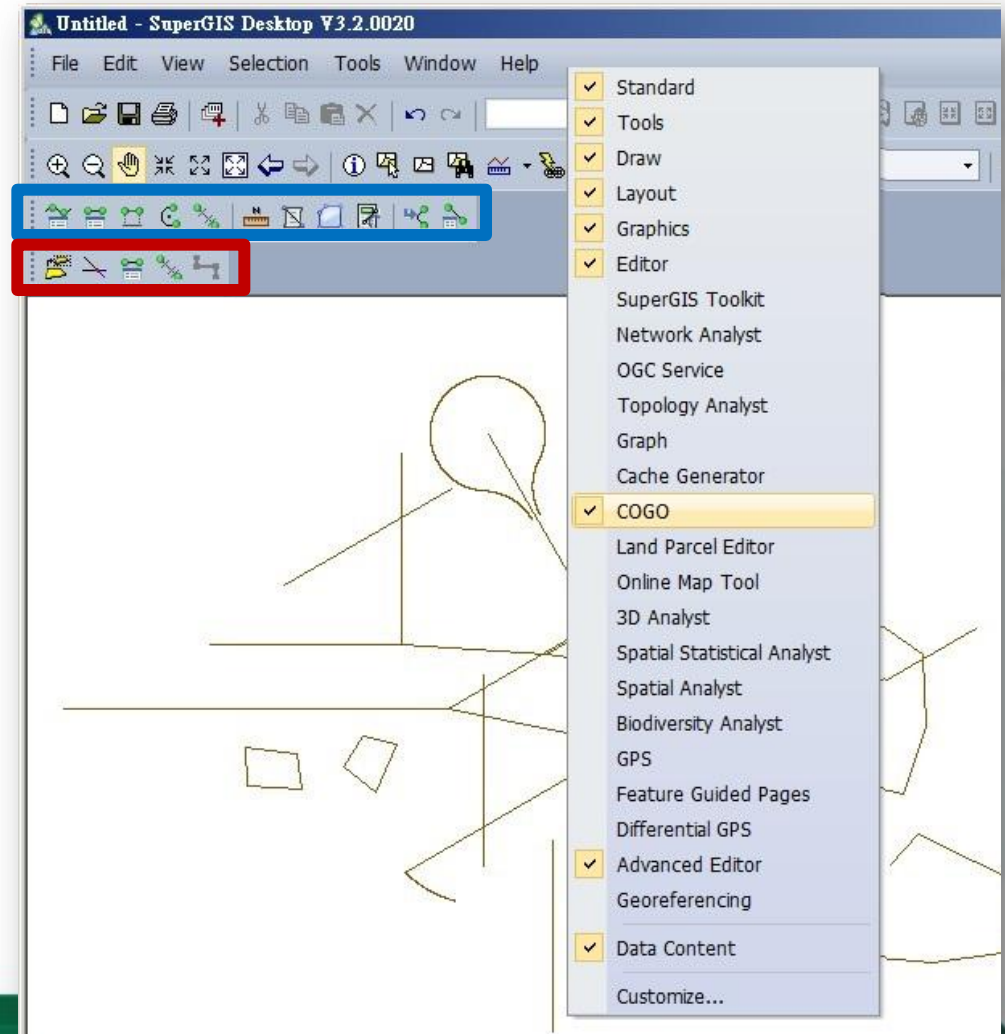 Untitled - SuperGIS Desktop V3.2.0020
File Edit View Selection Tools Window Help
Standard
Tools
Draw
Layout
Graphics
Editor
SuperGIS Toolkit
Network Analyst
OGC Service
Topology Analyst
Graph
Cache Generator
COGO
Land Parcel Editor
Online Map Tool
3D Analyst
Spatial Statistical Analyst
Spatial Analyst
Biodiversity Analyst
GPS
Feature Guided Pages
Differential GPS
Advanced Editor
Georeferencing
Data Content
Customize...